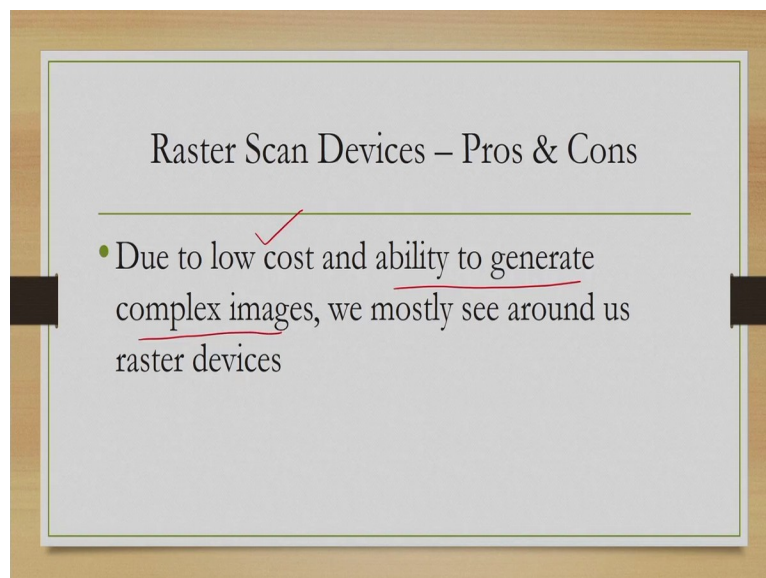 Raster Scan Devices – Pros & Cons
• Due to low cost and ability to generate
complex images, we mostly see around us
raster devices